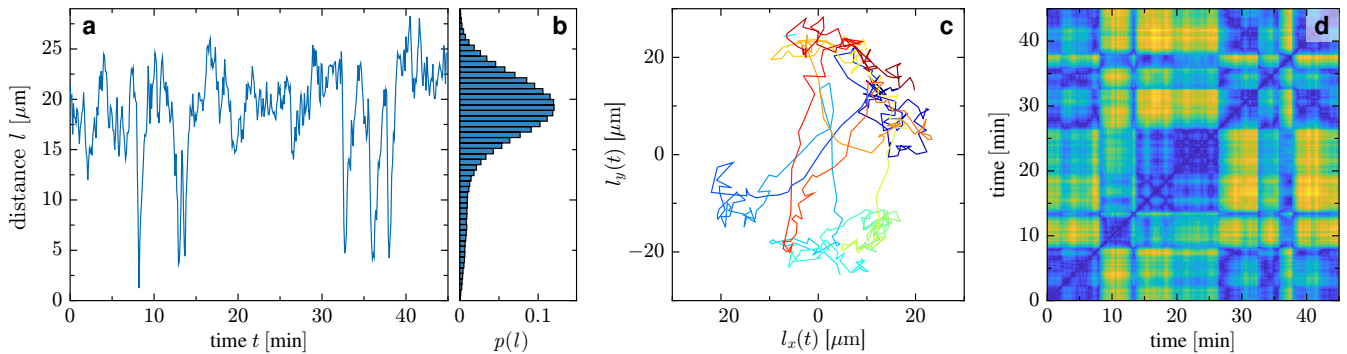 a
distance l [μm]
30
25
20
15
10
5
0
0 10 20 30 40
time t [min]
b
0 0.1
p(l)
c
l_y(t) [μm]
20
0
−20
−20 0 20
l_x(t) [μm]
d
time [min]
40
30
20
10
0
0 10 20 30 40
time [min]